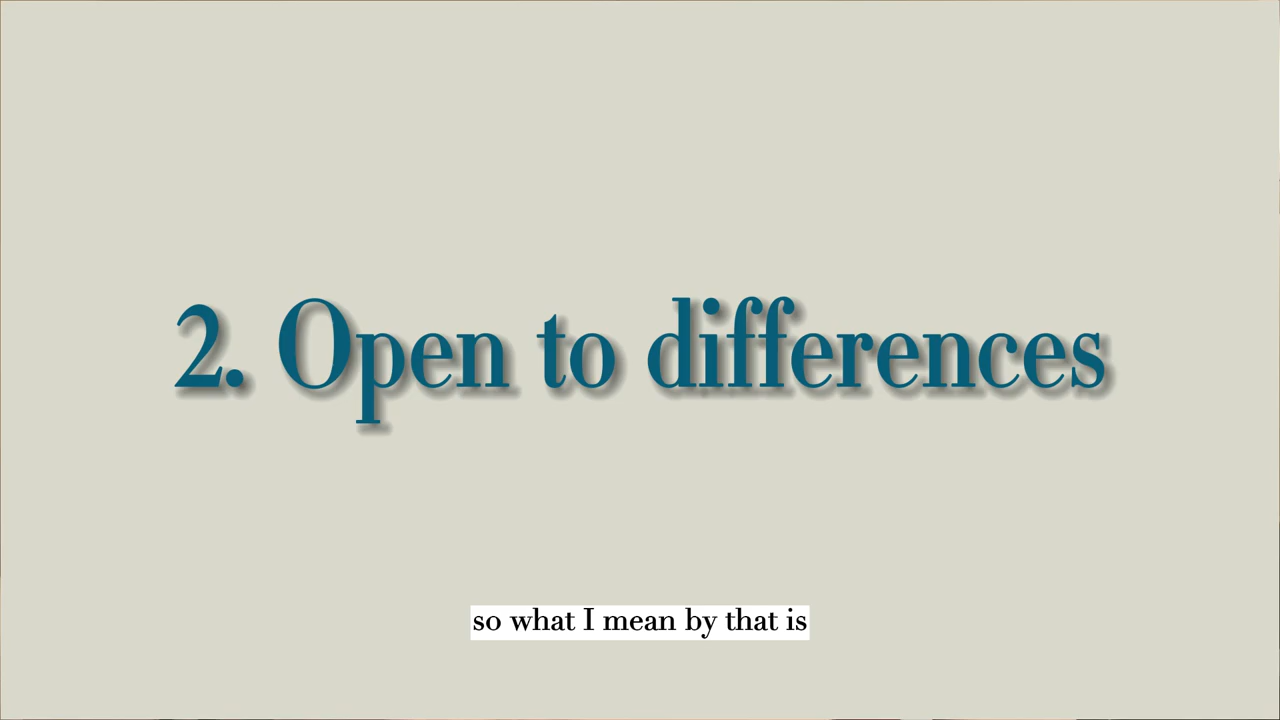 2. Open to differences
so what I mean by that is